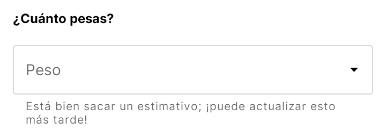 ¿Cuánto pesas?
Peso
Está bien sacar un estimativo; ¡puede actualizar esto
más tarde!